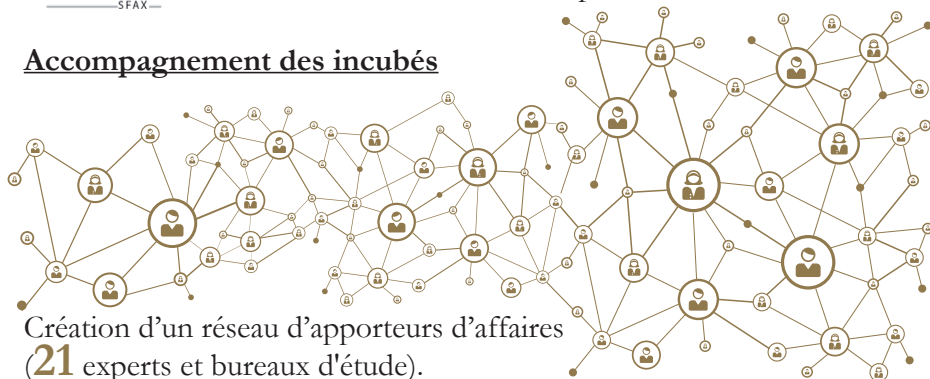 SFAX
Accompagnement des incubés
Création d’un réseau d’apporteurs d’affaires
(21 experts et bureaux d'étude).